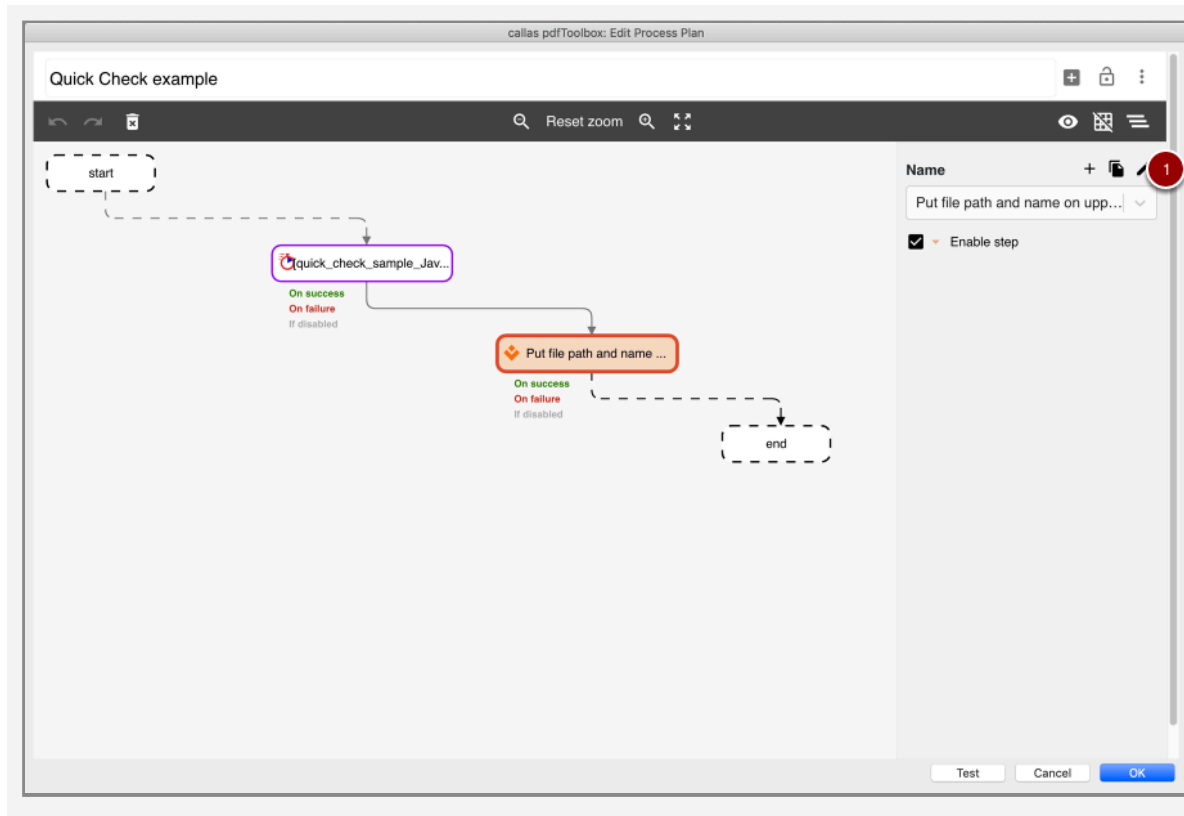 callas pdfToolbox: Edit Process Plan
Quick Check example
Reset zoom
start
Name
1
Put file path and name on upp...
Enable step
[quick_check_sample_Jav...
On success
On failure
If disabled
Put file path and name ...
On success
On failure
If disabled
end
Test Cancel OK